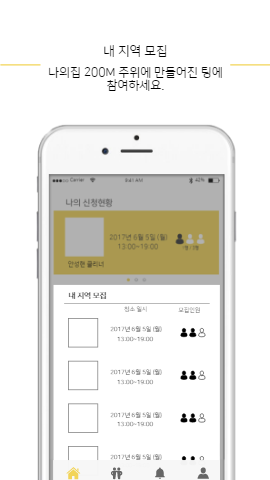 내 지역 모집
나의집 200M 주위에 만들어진 팅에
참여하세요.
Carrier
9:41 AM
42%
나의 신청현황
2017년 6월 5일 (월)
13:00~19:00
안성현 클리너
내 지역 모집
청소 일시
모집인원
2017년 6월 5일 (월)
13:00~19:00
2017년 6월 5일 (월)
13:00~19:00
2017년 6월 5일 (월)
13:00~19:00
2017년 6월 5일 (월)